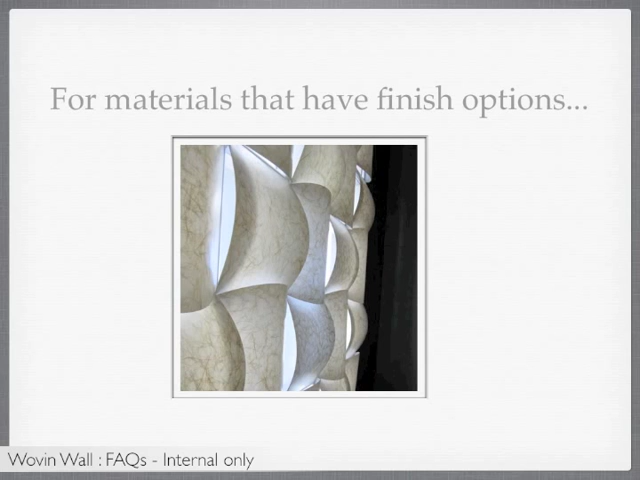 For materials that have finish options...
Wovin Wall : FAQs - Internal only